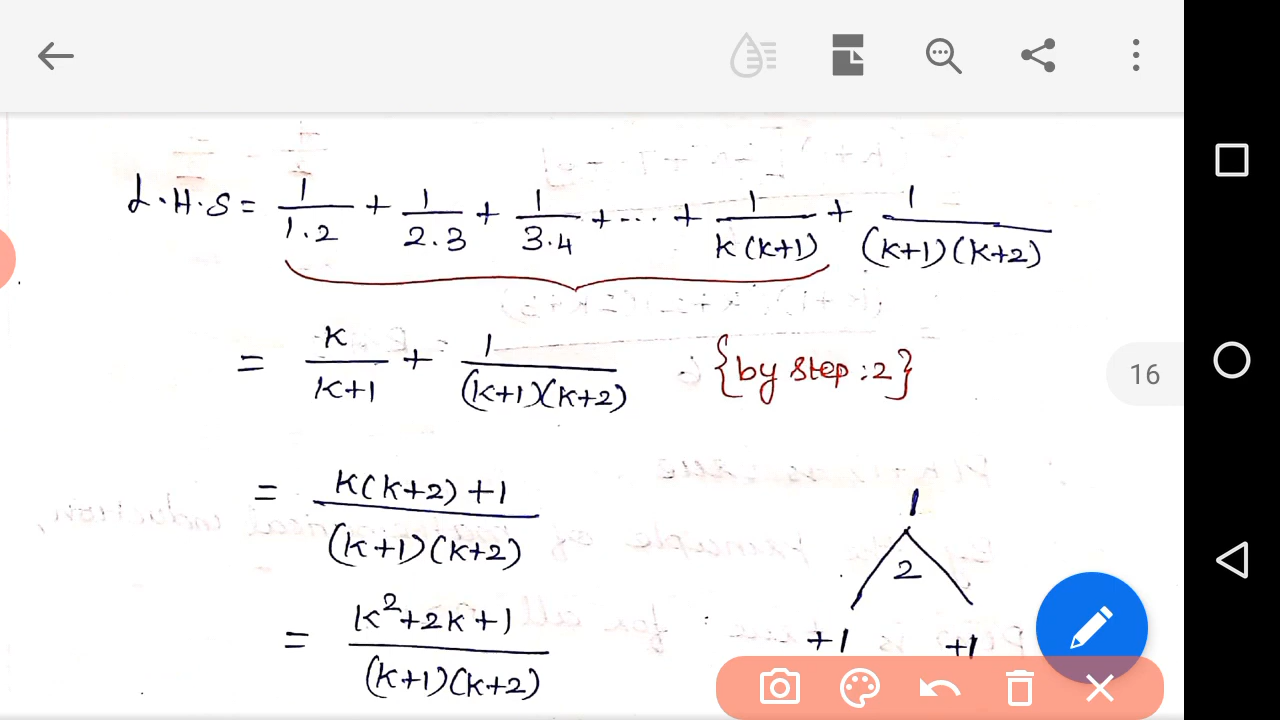 L.H.S = 1/1.2 + 1/2.3 + 1/3.4 + ... + 1/k(k+1) + 1/(k+1)(k+2)
= k/k+1 + 1/(k+1)(k+2) {by step:2}
16
= k(k+2)+1/(k+1)(k+2)
1
2
+1 +1
= k²+2k+1/(k+1)(k+2)